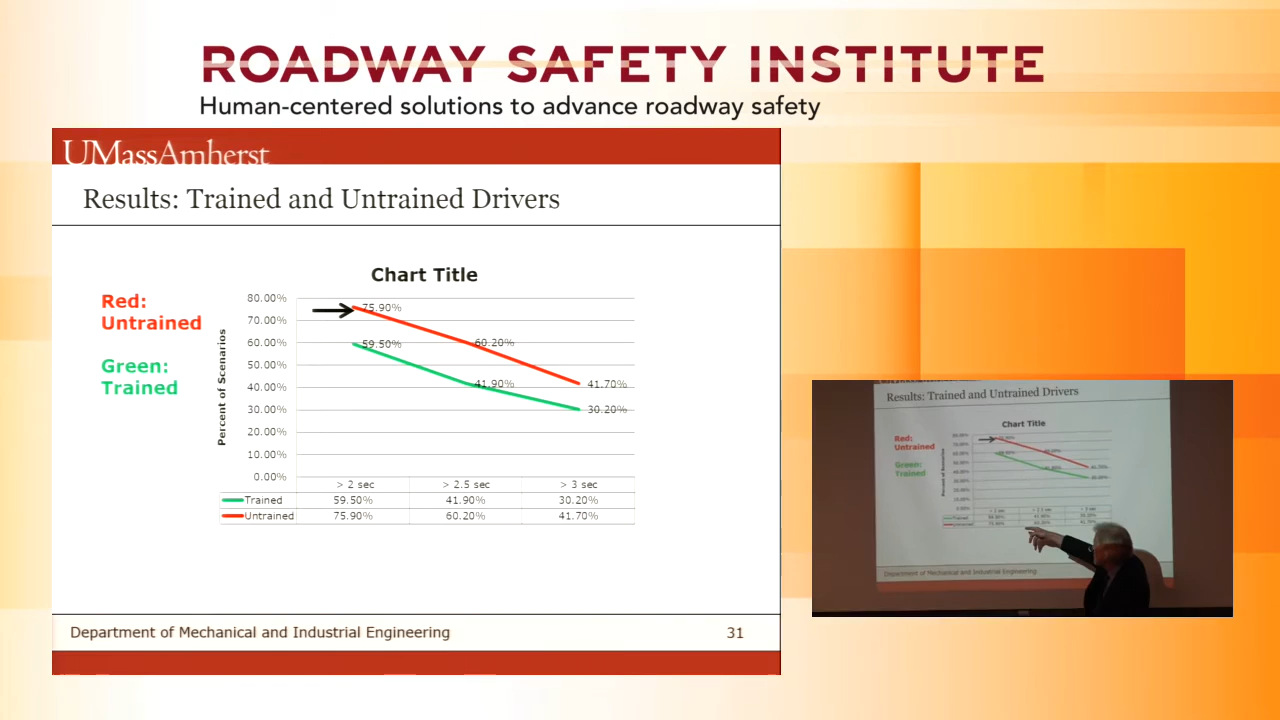 ROADWAY SAFETY INSTITUTE
Human-centered solutions to advance roadway safety
UMassAmherst
Results: Trained and Untrained Drivers
Chart Title
Red:
Untrained
Green:
Trained
Percent of Scenarios
80.00%
70.00%
60.00%
50.00%
40.00%
30.00%
20.00%
10.00%
0.00%
75.90%
60.20%
41.70%
59.50%
41.90%
30.20%
> 2 sec > 2.5 sec > 3 sec
Trained 59.50% 41.90% 30.20%
Untrained 75.90% 60.20% 41.70%
Department of Mechanical and Industrial Engineering 31
Results: Trained and Untrained Drivers
Chart Title
Red:
Untrained
Green:
Trained
Percent of Scenarios
Department of Mechanical and Industrial Engineering